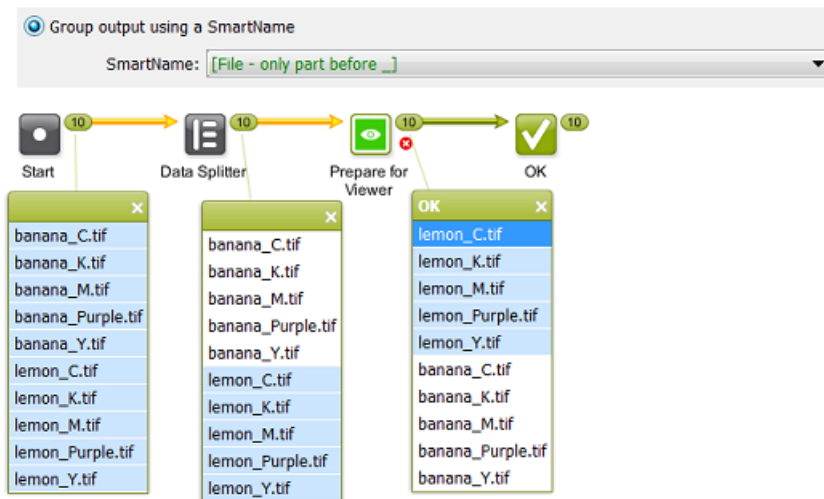 Group output using a SmartName
SmartName: [File - only part before _]
10 10 10 10
Start Data Splitter Prepare for Viewer OK
banana_C.tif
banana_K.tif
banana_M.tif
banana_Purple.tif
banana_Y.tif
lemon_C.tif
lemon_K.tif
lemon_M.tif
lemon_Purple.tif
lemon_Y.tif
banana_C.tif
banana_K.tif
banana_M.tif
banana_Purple.tif
banana_Y.tif
lemon_C.tif
lemon_K.tif
lemon_M.tif
lemon_Purple.tif
lemon_Y.tif
OK
lemon_C.tif
lemon_K.tif
lemon_M.tif
lemon_Purple.tif
lemon_Y.tif
banana_C.tif
banana_K.tif
banana_M.tif
banana_Purple.tif
banana_Y.tif